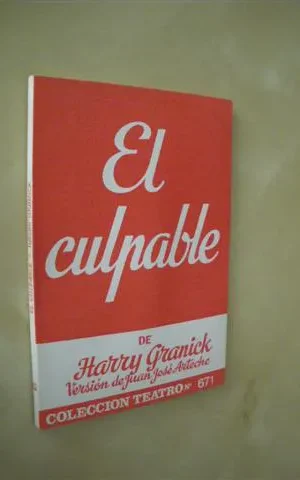 El
culpable
DE
Harry Granick
Versión de Juan José Arteche
COLECCION TEATRO Nº 671